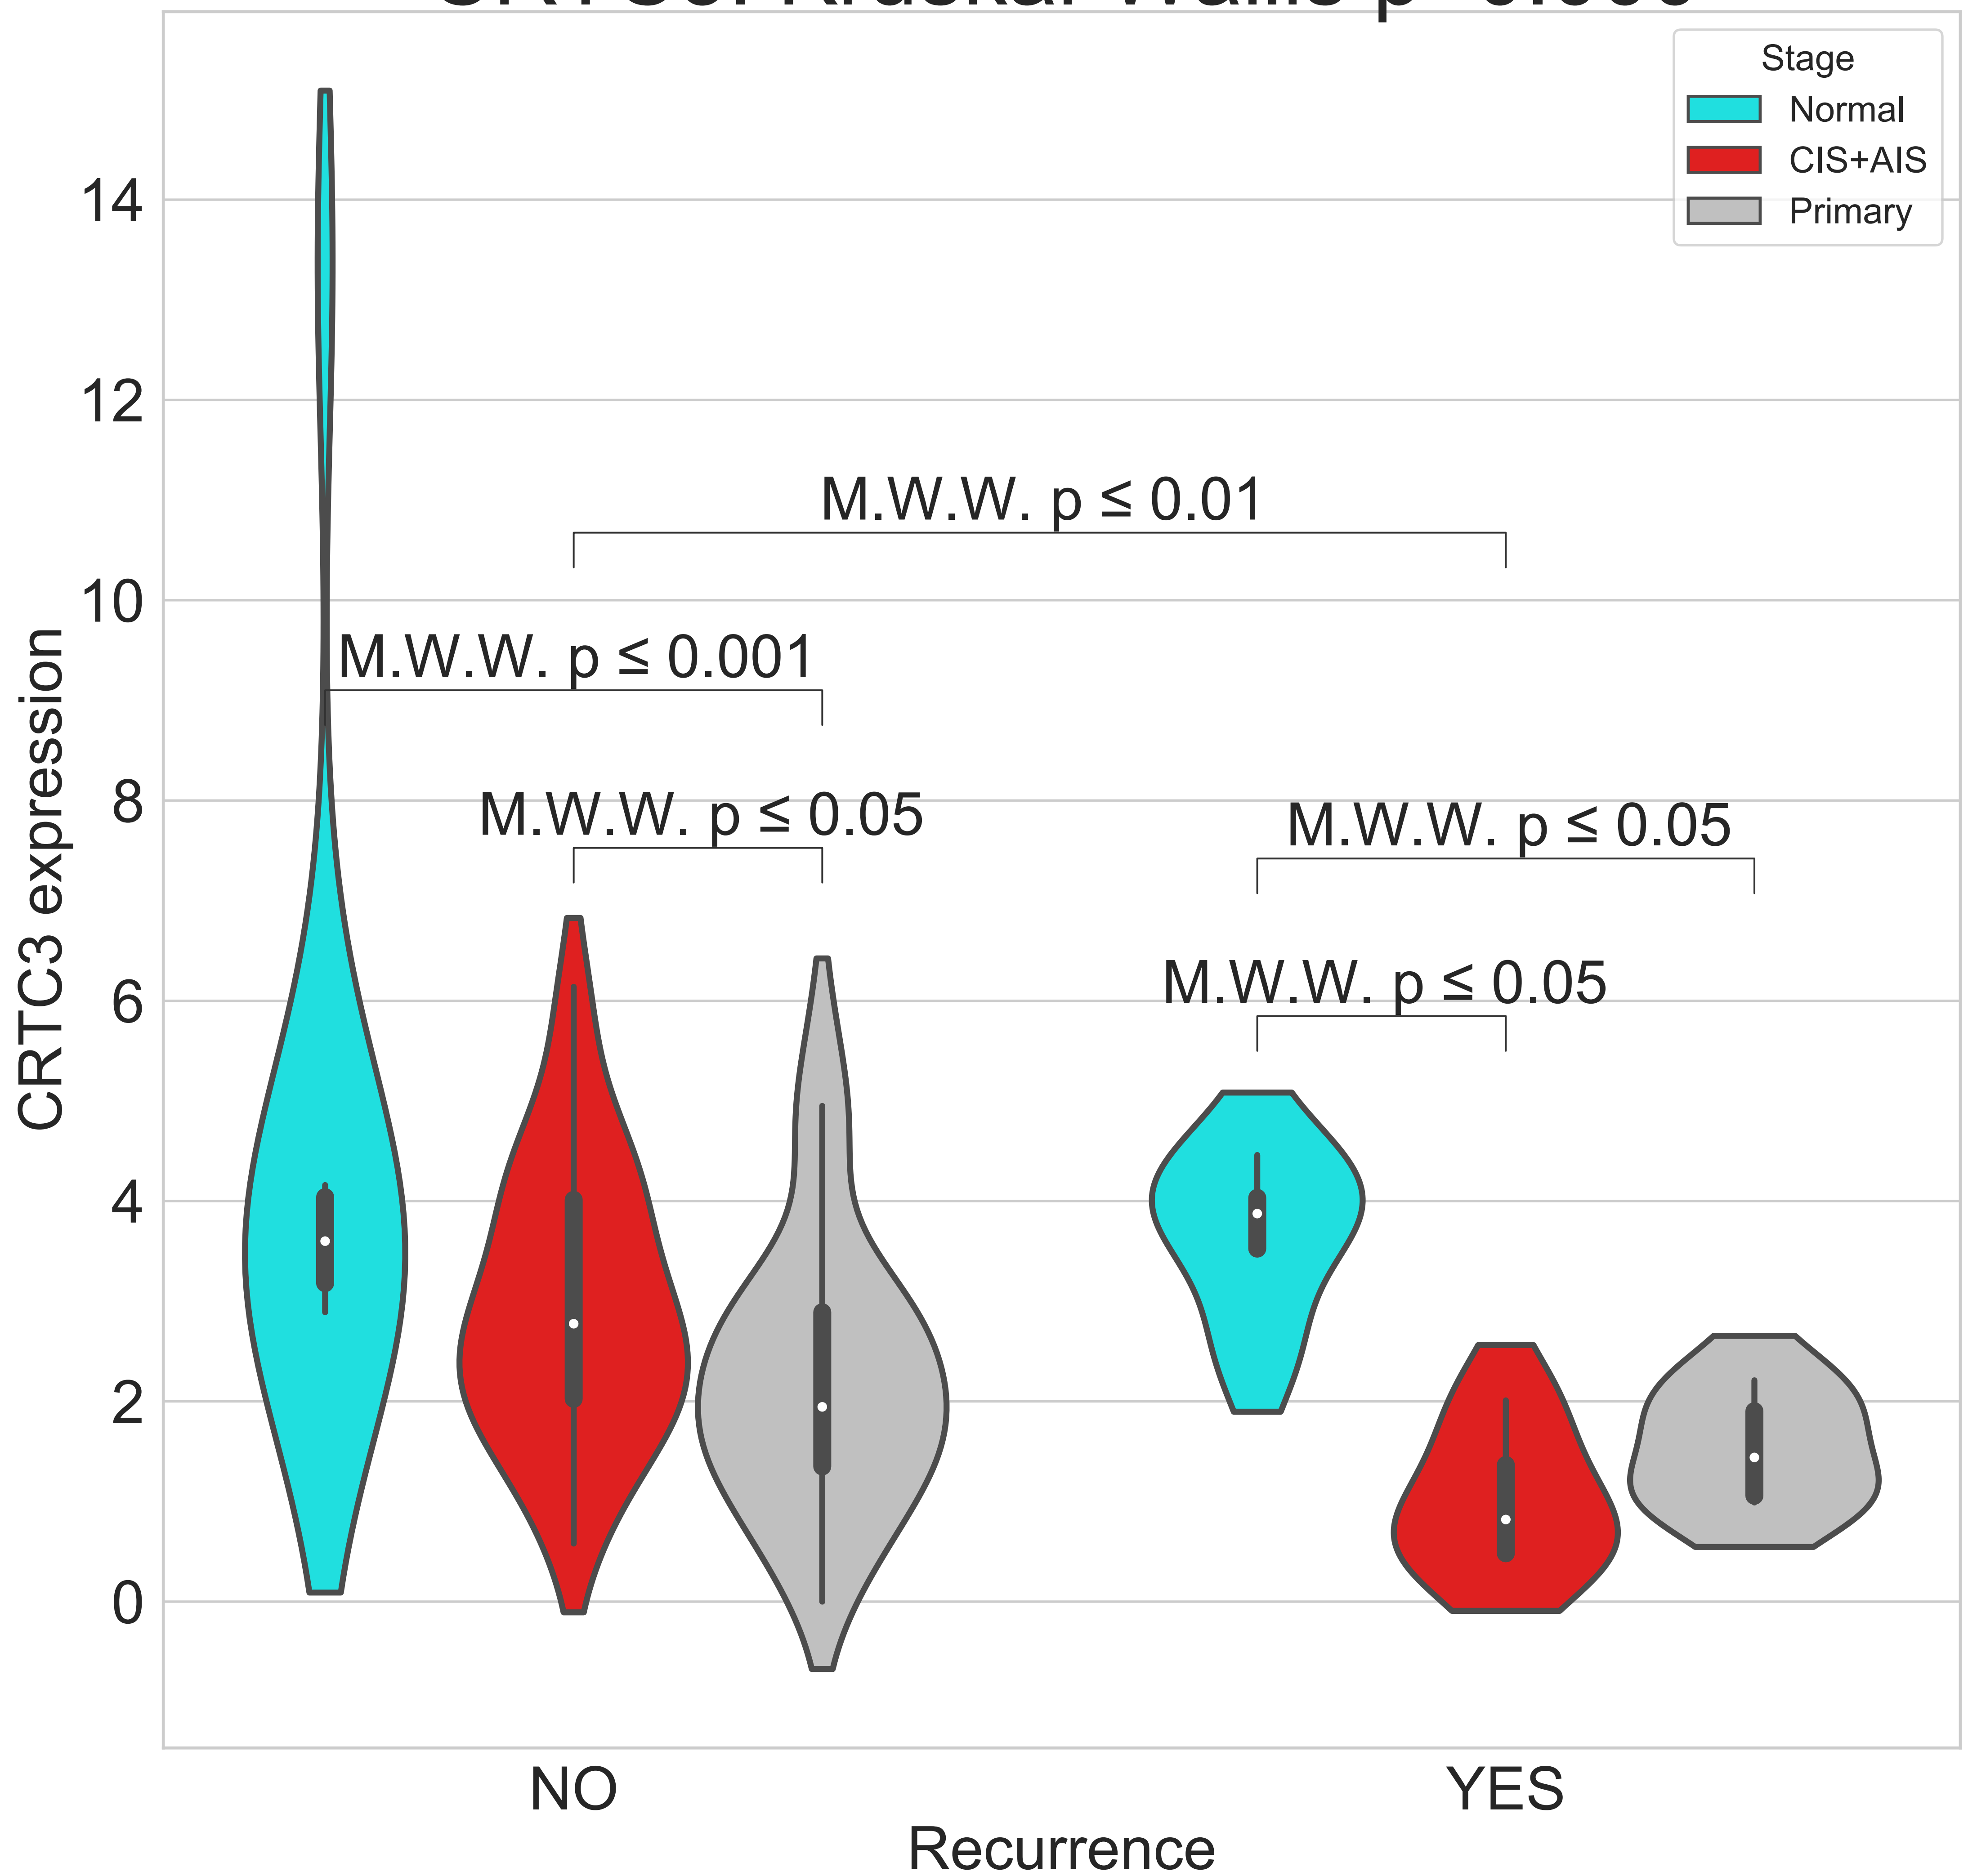 Stage
Normal
CIS+AIS
Primary
14
12
10
8
6
4
2
0
CRTC3 expression
M.W.W. p ≤ 0.01
M.W.W. p ≤ 0.001
M.W.W. p ≤ 0.05
M.W.W. p ≤ 0.05
M.W.W. p ≤ 0.05
NO
YES
Recurrence